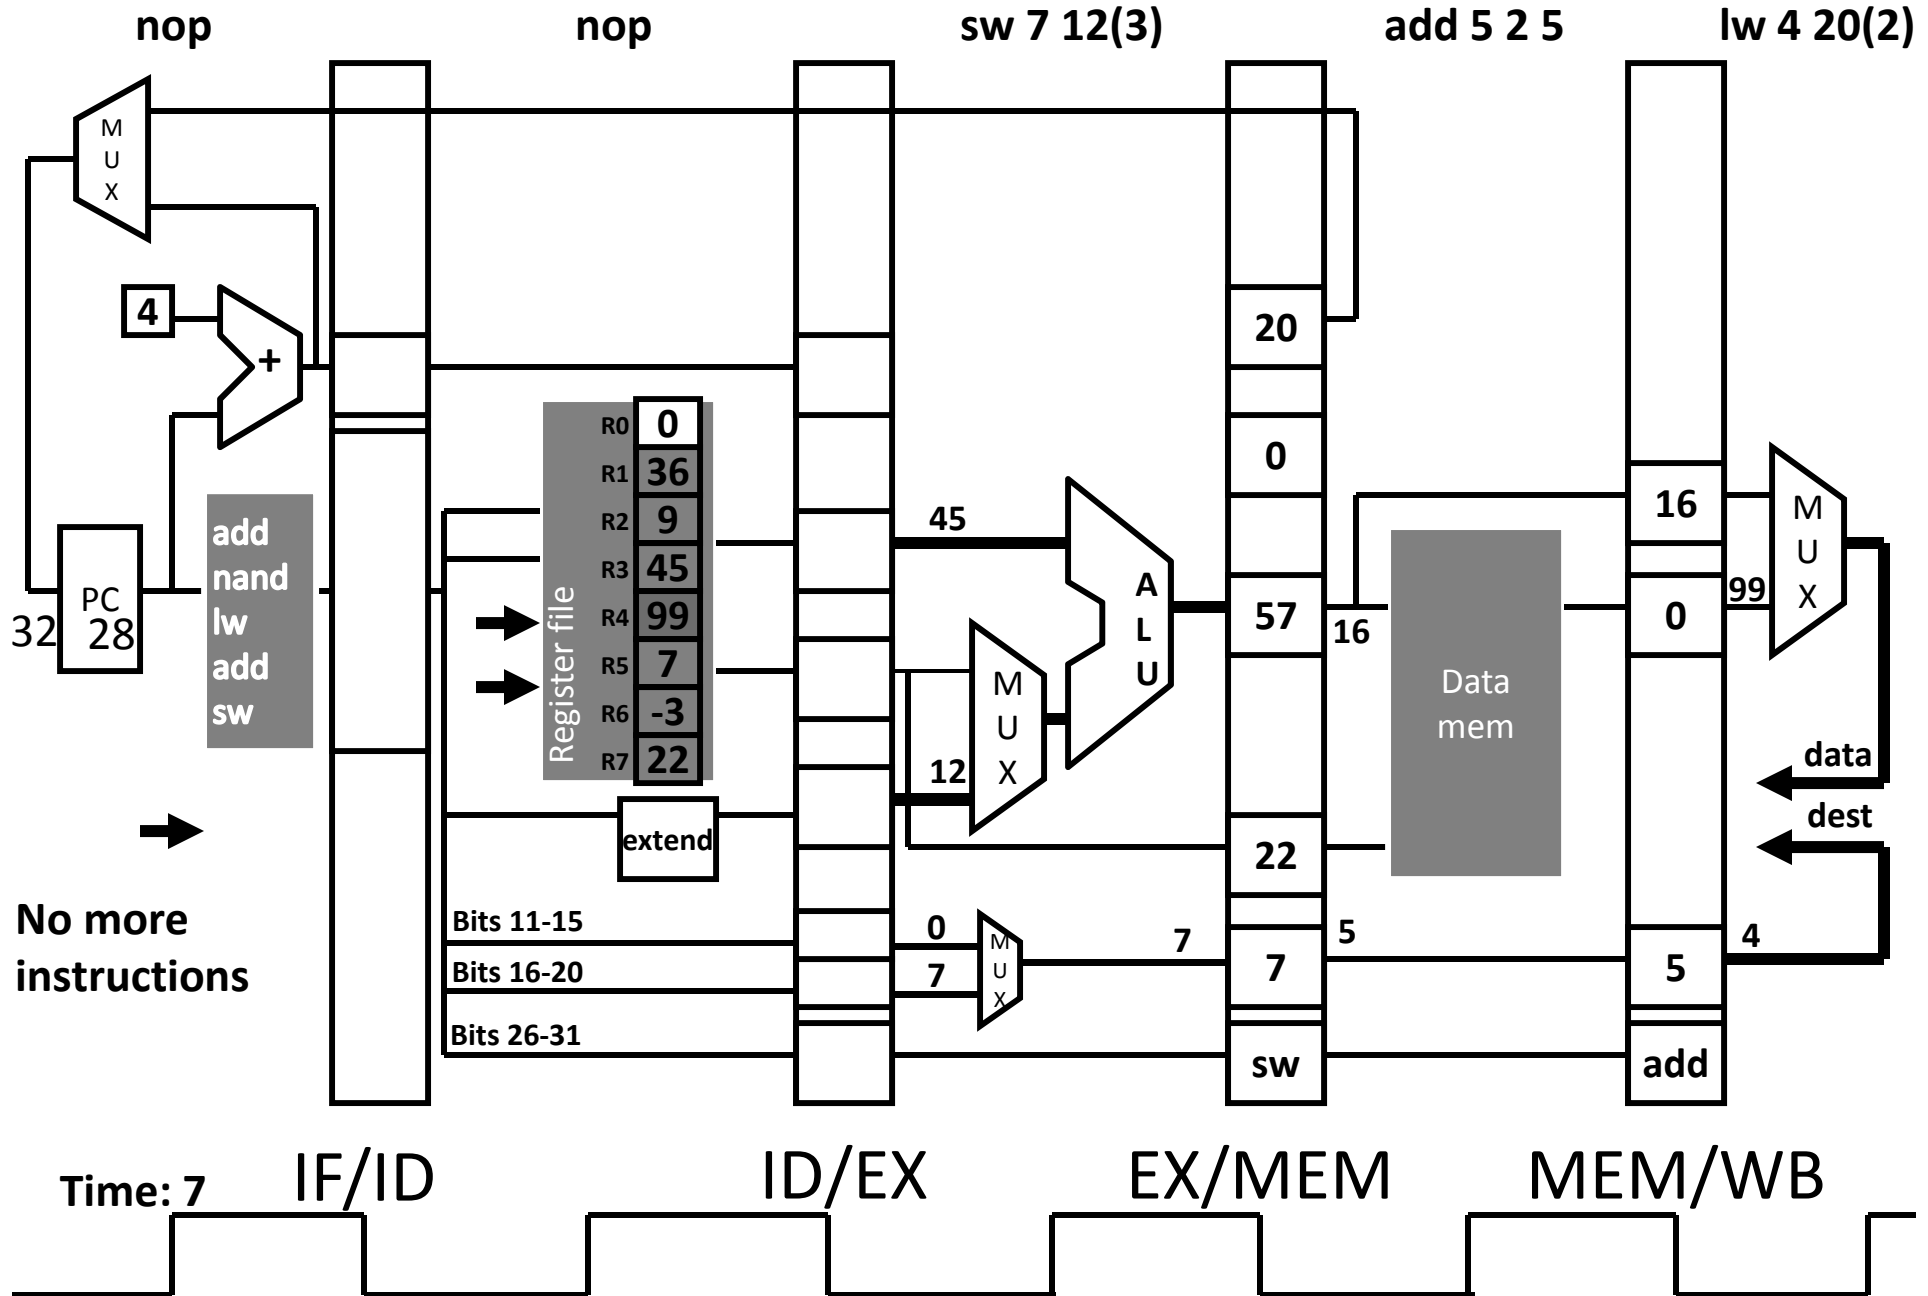 nop
nop
sw 7 12(3)
add 5 2 5
lw 4 20(2)
M
U
X
4
+
20
R0 0
R1 36
R2 9
R3 45
R4 99
R5 7
R6 -3
R7 22
Register file
0
45
16
M
U
X
add
nand
lw
add
sw
PC
32
28
A
L
U
57
16
0
99
M
U
X
12
Data
mem
data
dest
extend
22
No more
instructions
Bits 11-15
0
M
U
X
7
5
4
Bits 16-20
7
7
5
Bits 26-31
sw
add
Time: 7
IF/ID
ID/EX
EX/MEM
MEM/WB